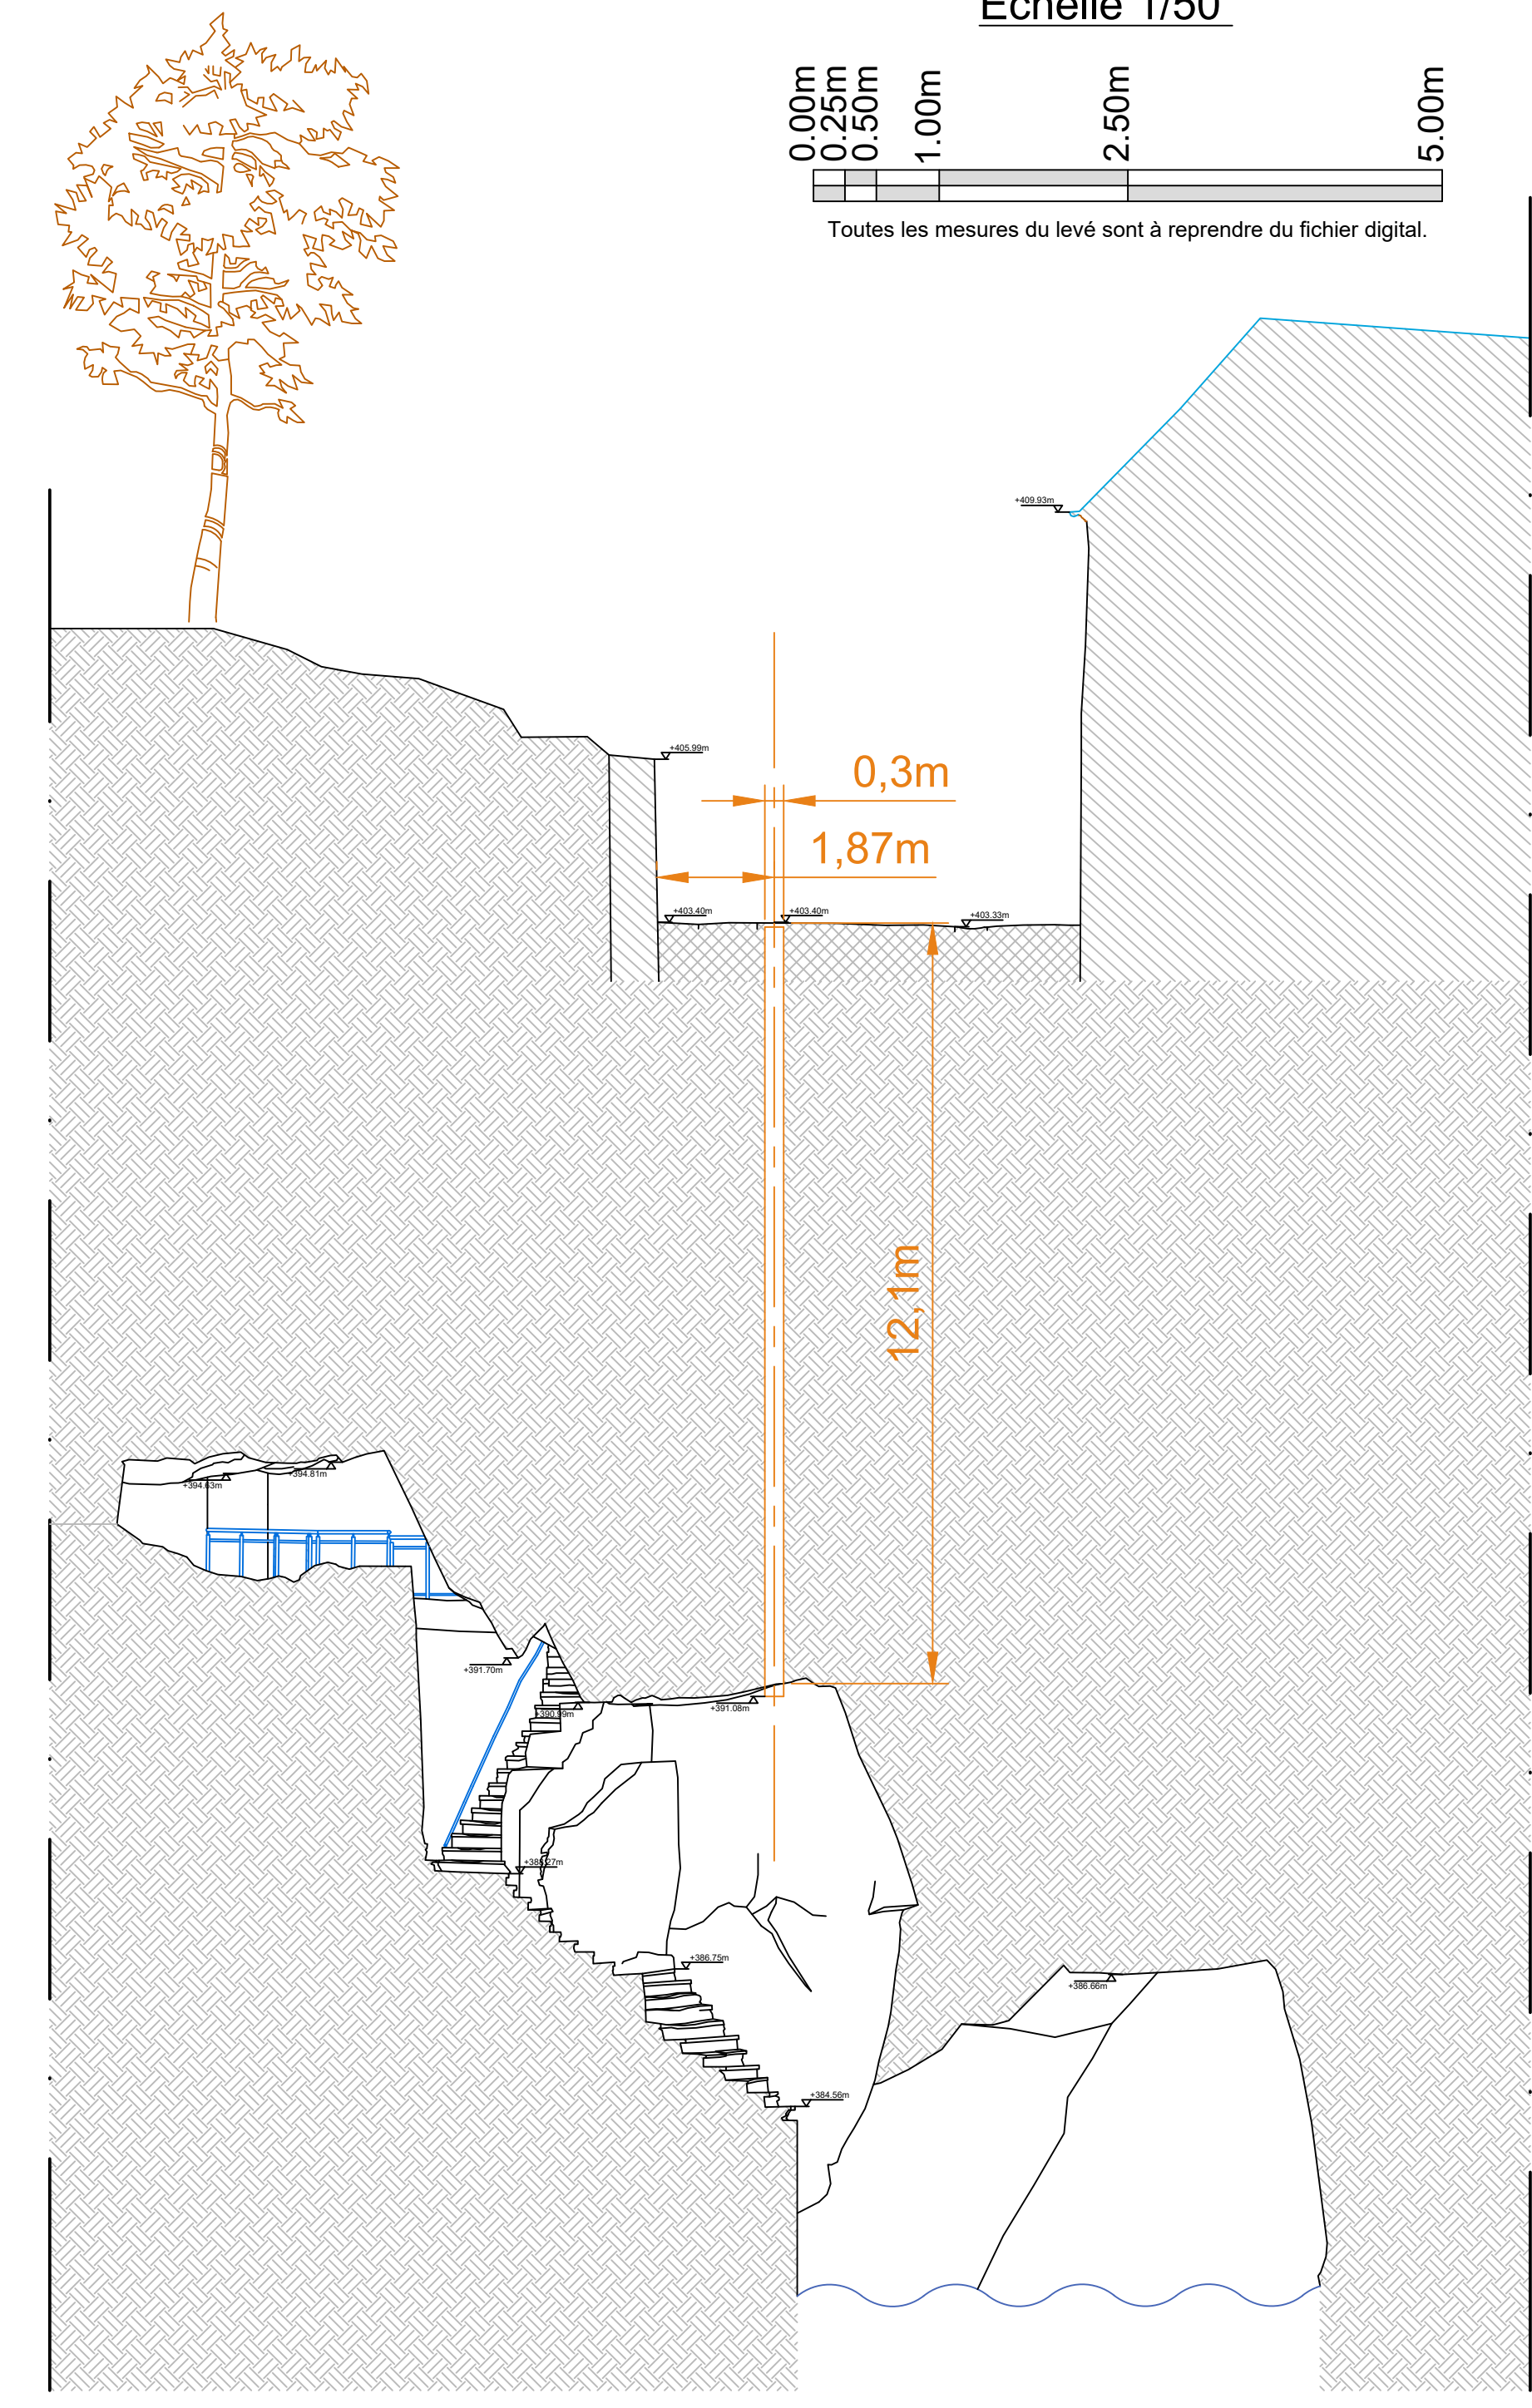 Echelle 1/50
0.00m
0.25m
0.50m
1.00m
2.50m
5.00m
Toutes les mesures du levé sont à reprendre du fichier digital.
+409.93m
+405.99m
0,3m
1,87m
+403.40m
+403.40m
+403.33m
12,1m
+394.63m
+394.81m
+391.70m
+390.99m
+391.08m
+386.75m
+386.66m
+384.56m